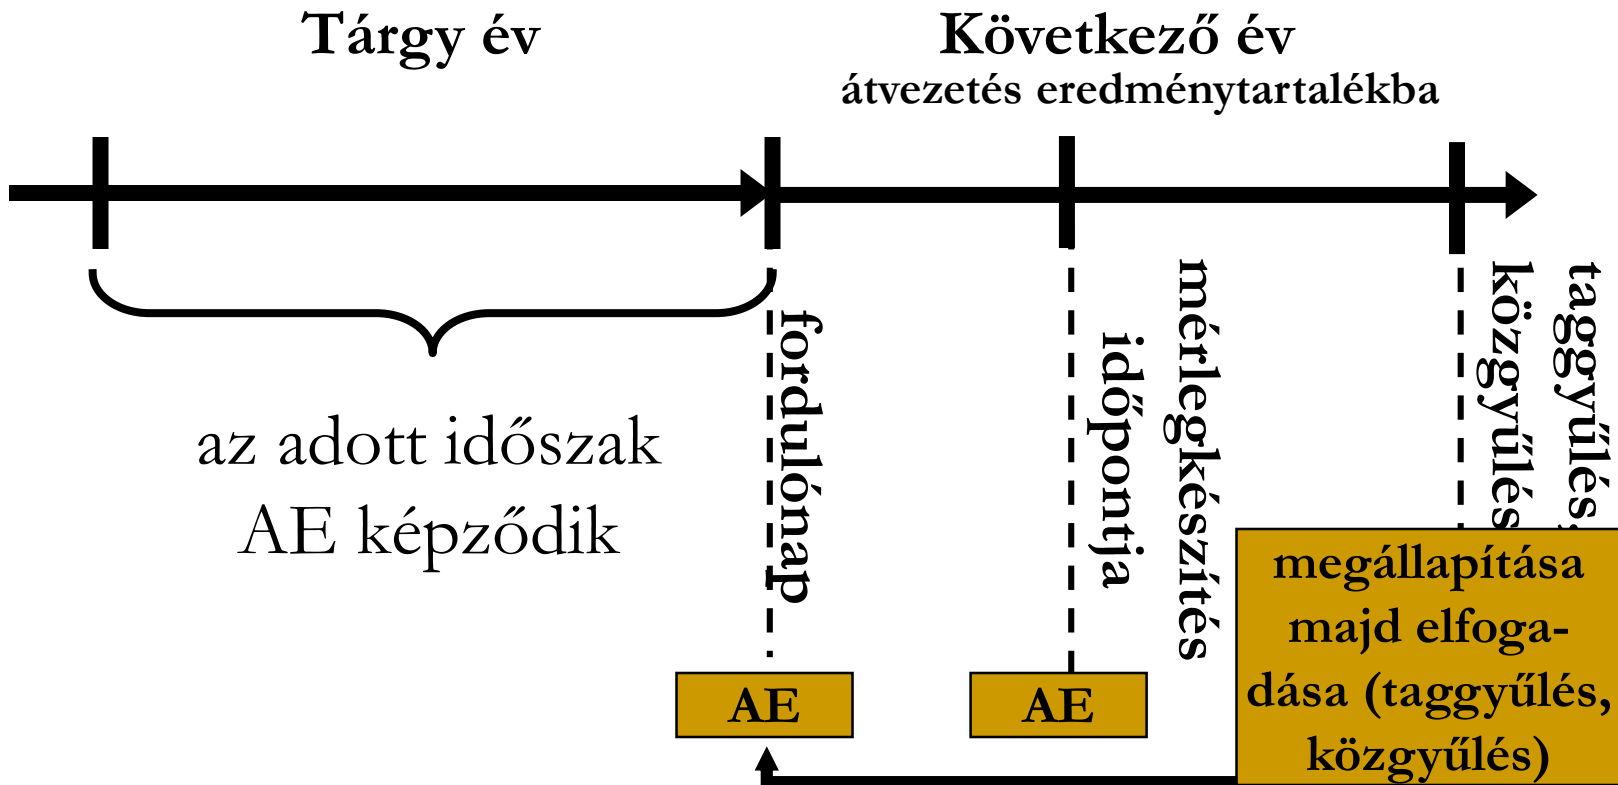 Tárgy év
Következő év
átvezetés eredménytartalékba
az adott időszak
AE képződik
fordulónap
mérlegkészítés
időpontja
taggyűlés,
közgyűlés
AE
AE
megállapítása
majd elfoga-
dása (taggyűlés,
közgyűlés)